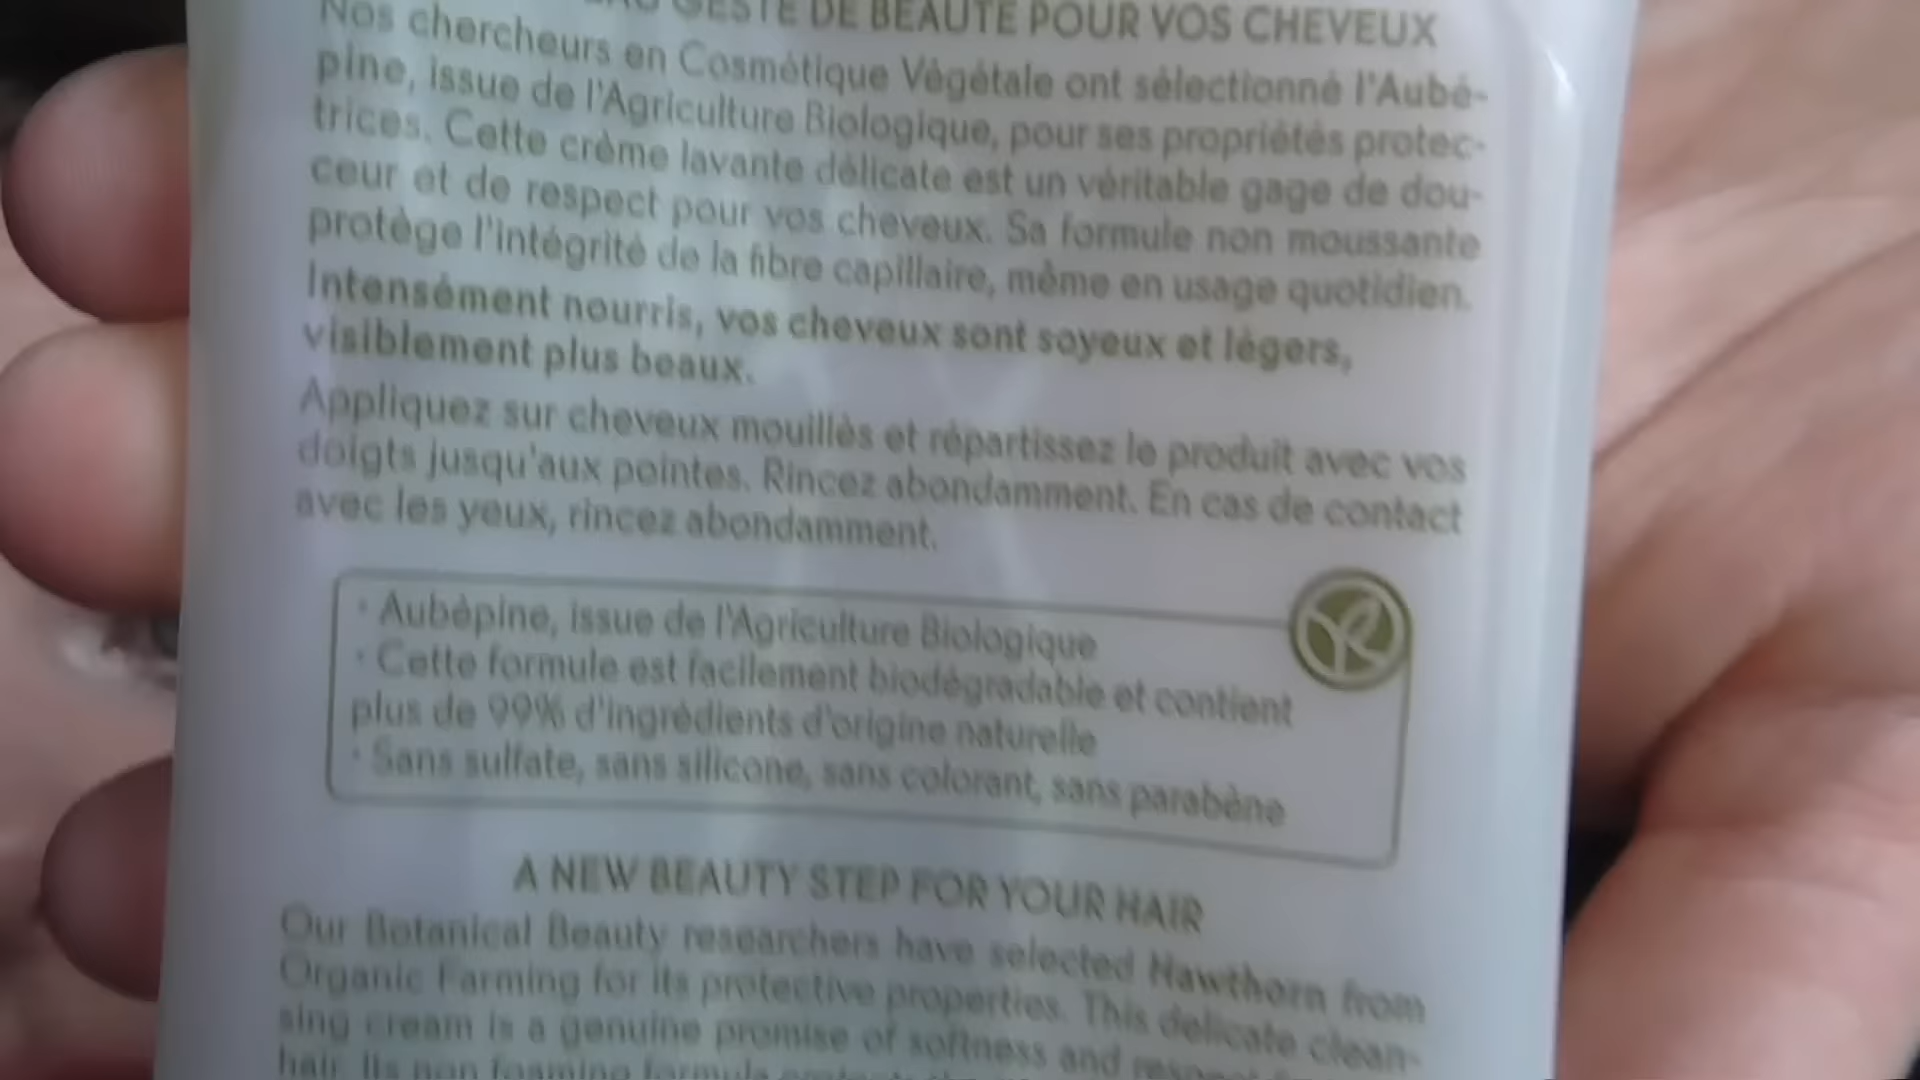 GESTE DE BEAUTÉ POUR VOS CHEVEUX
Nos chercheurs en Cosmétique Végétale ont sélectionné l'Aubé-
pine, issue de l'Agriculture Biologique, pour ses propriétés protec-
trices. Cette crème lavante délicate est un véritable gage de dou-
ceur et de respect pour vos cheveux. Sa formule non moussante
protège l'intégrité de la fibre capillaire, même en usage quotidien.
Intensément nourris, vos cheveux sont soyeux et légers,
visiblement plus beaux.
Appliquez sur cheveux mouillés et répartissez le produit avec vos
doigts jusqu'aux pointes. Rincez abondamment. En cas de contact
avec les yeux, rincez abondamment.
· Aubépine, issue de l'Agriculture Biologique
· Cette formule est facilement biodégradable et contient
plus de 99% d'ingrédients d'origine naturelle
· Sans sulfate, sans silicone, sans colorant, sans parabène
A NEW BEAUTY STEP FOR YOUR HAIR
Our Botanical Beauty researchers have selected Hawthorn from
Organic Farming for its protective properties. This delicate clean-
sing cream is a genuine promise of softness and
hair. Its non foaming formula